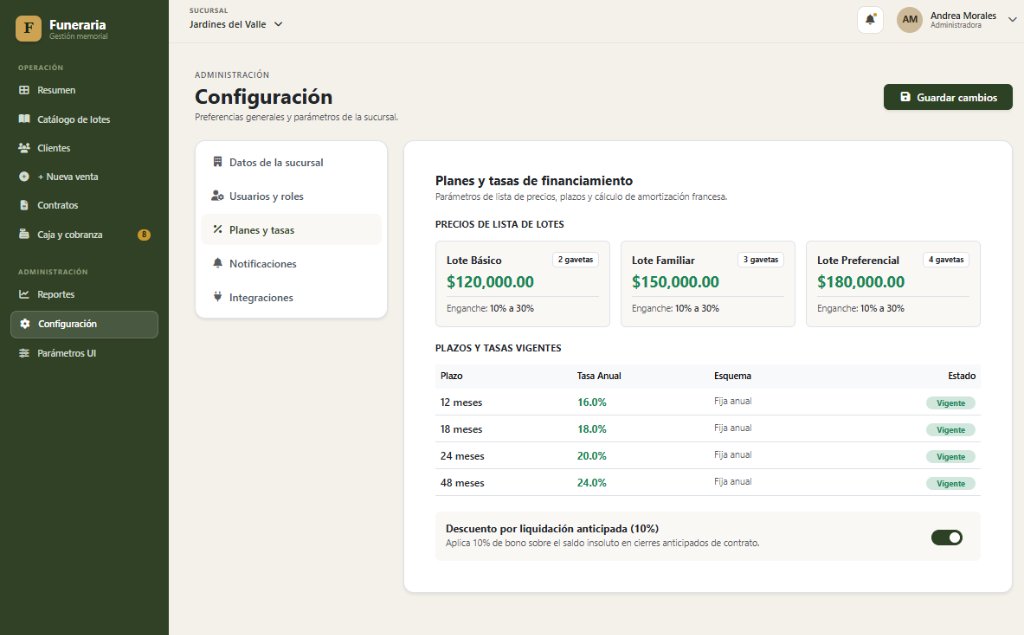 F
Funeraria
Gestión memorial
OPERACIÓN
Resumen
Catálogo de lotes
Clientes
+ Nueva venta
Contratos
Caja y cobranza
8
ADMINISTRACIÓN
Reportes
Configuración
Parámetros UI
SUCURSAL
Jardines del Valle
AM
Andrea Morales
Administradora
ADMINISTRACIÓN
Configuración
Preferencias generales y parámetros de la sucursal.
Guardar cambios
Datos de la sucursal
Usuarios y roles
Planes y tasas
Notificaciones
Integraciones
Planes y tasas de financiamiento
Parámetros de lista de precios, plazos y cálculo de amortización francesa.
PRECIOS DE LISTA DE LOTES
Lote Básico 2 gavetas
$120,000.00
Enganche: 10% a 30%
Lote Familiar 3 gavetas
$150,000.00
Enganche: 10% a 30%
Lote Preferencial 4 gavetas
$180,000.00
Enganche: 10% a 30%
PLAZOS Y TASAS VIGENTES
Plazo Tasa Anual Esquema Estado
12 meses 16.0% Fija anual Vigente
18 meses 18.0% Fija anual Vigente
24 meses 20.0% Fija anual Vigente
48 meses 24.0% Fija anual Vigente
Descuento por liquidación anticipada (10%)
Aplica 10% de bono sobre el saldo insoluto en cierres anticipados de contrato.